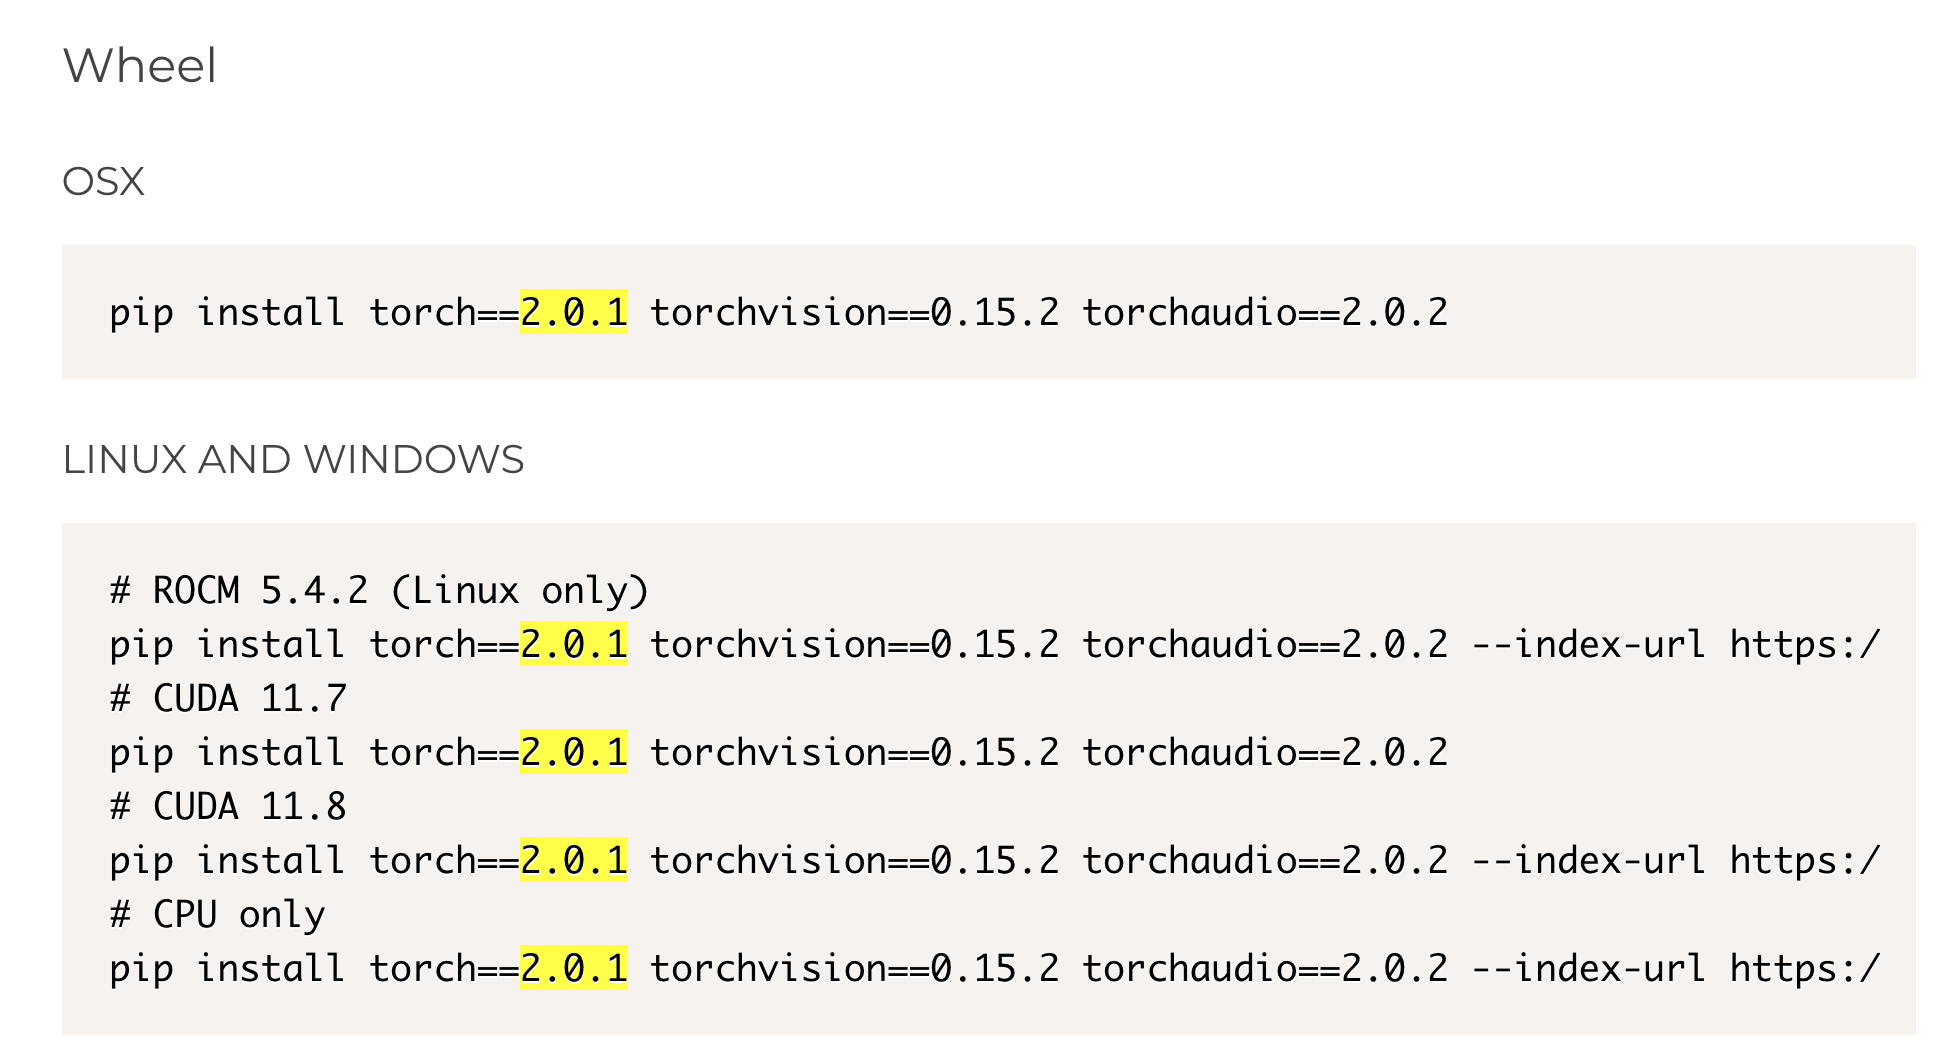 Wheel
OSX
pip install torch==2.0.1 torchvision==0.15.2 torchaudio==2.0.2
LINUX AND WINDOWS
# ROCM 5.4.2 (Linux only)
pip install torch==2.0.1 torchvision==0.15.2 torchaudio==2.0.2 --index-url https:/
# CUDA 11.7
pip install torch==2.0.1 torchvision==0.15.2 torchaudio==2.0.2
# CUDA 11.8
pip install torch==2.0.1 torchvision==0.15.2 torchaudio==2.0.2 --index-url https:/
# CPU only
pip install torch==2.0.1 torchvision==0.15.2 torchaudio==2.0.2 --index-url https:/